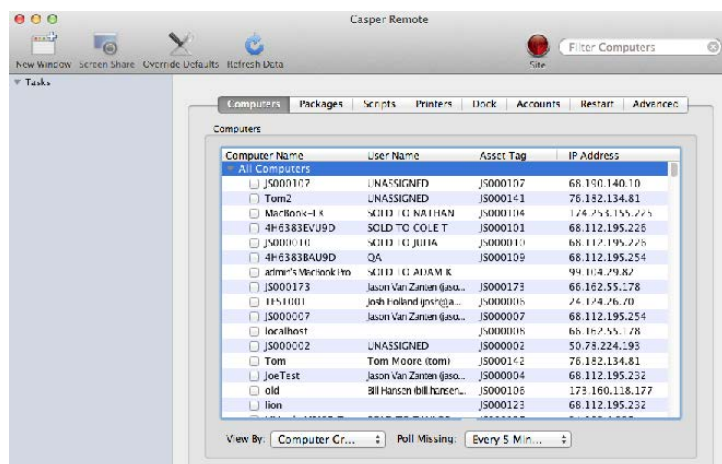 Casper Remote
New Window Screen Share Override Defaults Refresh Data Site Filter Computers
Tasks
Computers Packages Scripts Printers Dock Accounts Restart Advanced
Computers
Computer Name User Name Asset Tag IP Address
All Computers
JS000107 UNASSIGNED JS000107 68.190.140.10
Tom2 UNASSIGNED JS000141 76.182.134.81
SOLD TO NATHAN JS000104 174.253.155.225
4H6383EVU9D SOLD TO COLE T JS000101 68.112.195.226
JS000010 SOLD TO JULIA JS000010 68.112.195.226
4H6383BAU9D QA JS000109 68.112.195.254
admin's MacBook Pro SOLD TO ADAM K 99.104.29.82
JS000173 Jason Van Zanten (jaso... JS000173 66.162.55.178
TEST001 Josh Holland (josh@a... JS000006 24.124.26.70
JS000007 Jason Van Zanten (jaso... JS000007 68.112.195.254
localhost JS000008 66.162.55.178
JS000002 UNASSIGNED JS000002 50.78.224.193
Tom Tom Moore (tom) JS000142 76.182.134.81
JoeTest Jason Van Zanten (jaso... JS000004 68.112.195.232
old Bill Hansen (bill.hansen... JS000106 173.160.118.177
lion JS000123 68.112.195.232
View By: Computer Gr... Poll Missing: Every 5 Min...